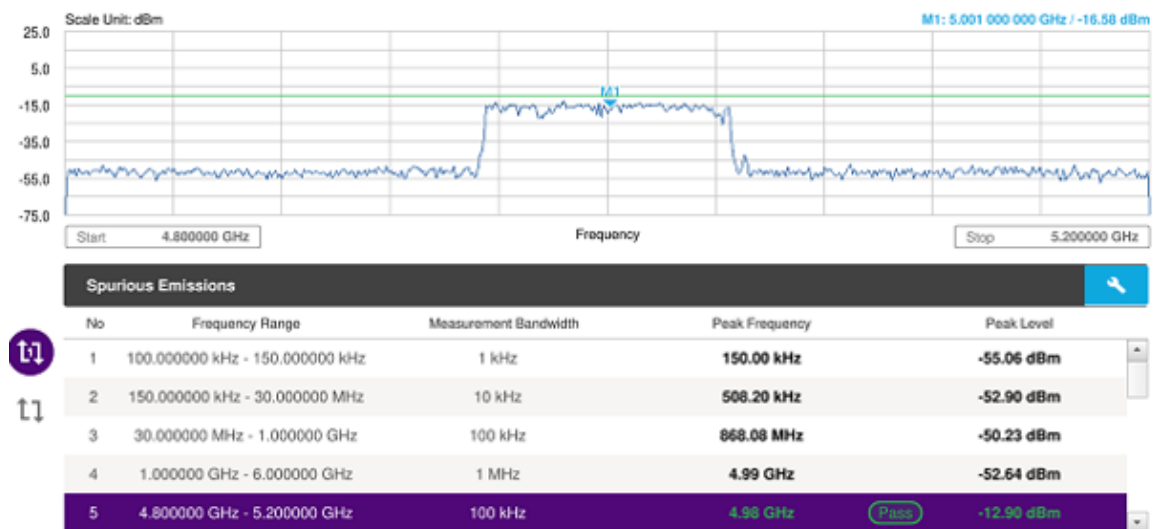 Scale Unit: dBm
M1: 5.001 000 000 GHz / -16.58 dBm
25.0
5.0
M1
-15.0
-35.0
-55.0
-75.0
Start 4.800000 GHz
Frequency
Stop 5.200000 GHz
Spurious Emissions
No Frequency Range Measurement Bandwidth Peak Frequency Peak Level
1 100.000000 kHz - 150.000000 kHz 1 kHz 150.00 kHz -55.06 dBm
2 150.000000 kHz - 30.000000 MHz 10 kHz 508.20 kHz -52.90 dBm
3 30.000000 MHz - 1.000000 GHz 100 kHz 868.08 MHz -50.23 dBm
4 1.000000 GHz - 6.000000 GHz 1 MHz 4.99 GHz -52.64 dBm
5 4.800000 GHz - 5.200000 GHz 100 kHz 4.98 GHz Pass -12.90 dBm